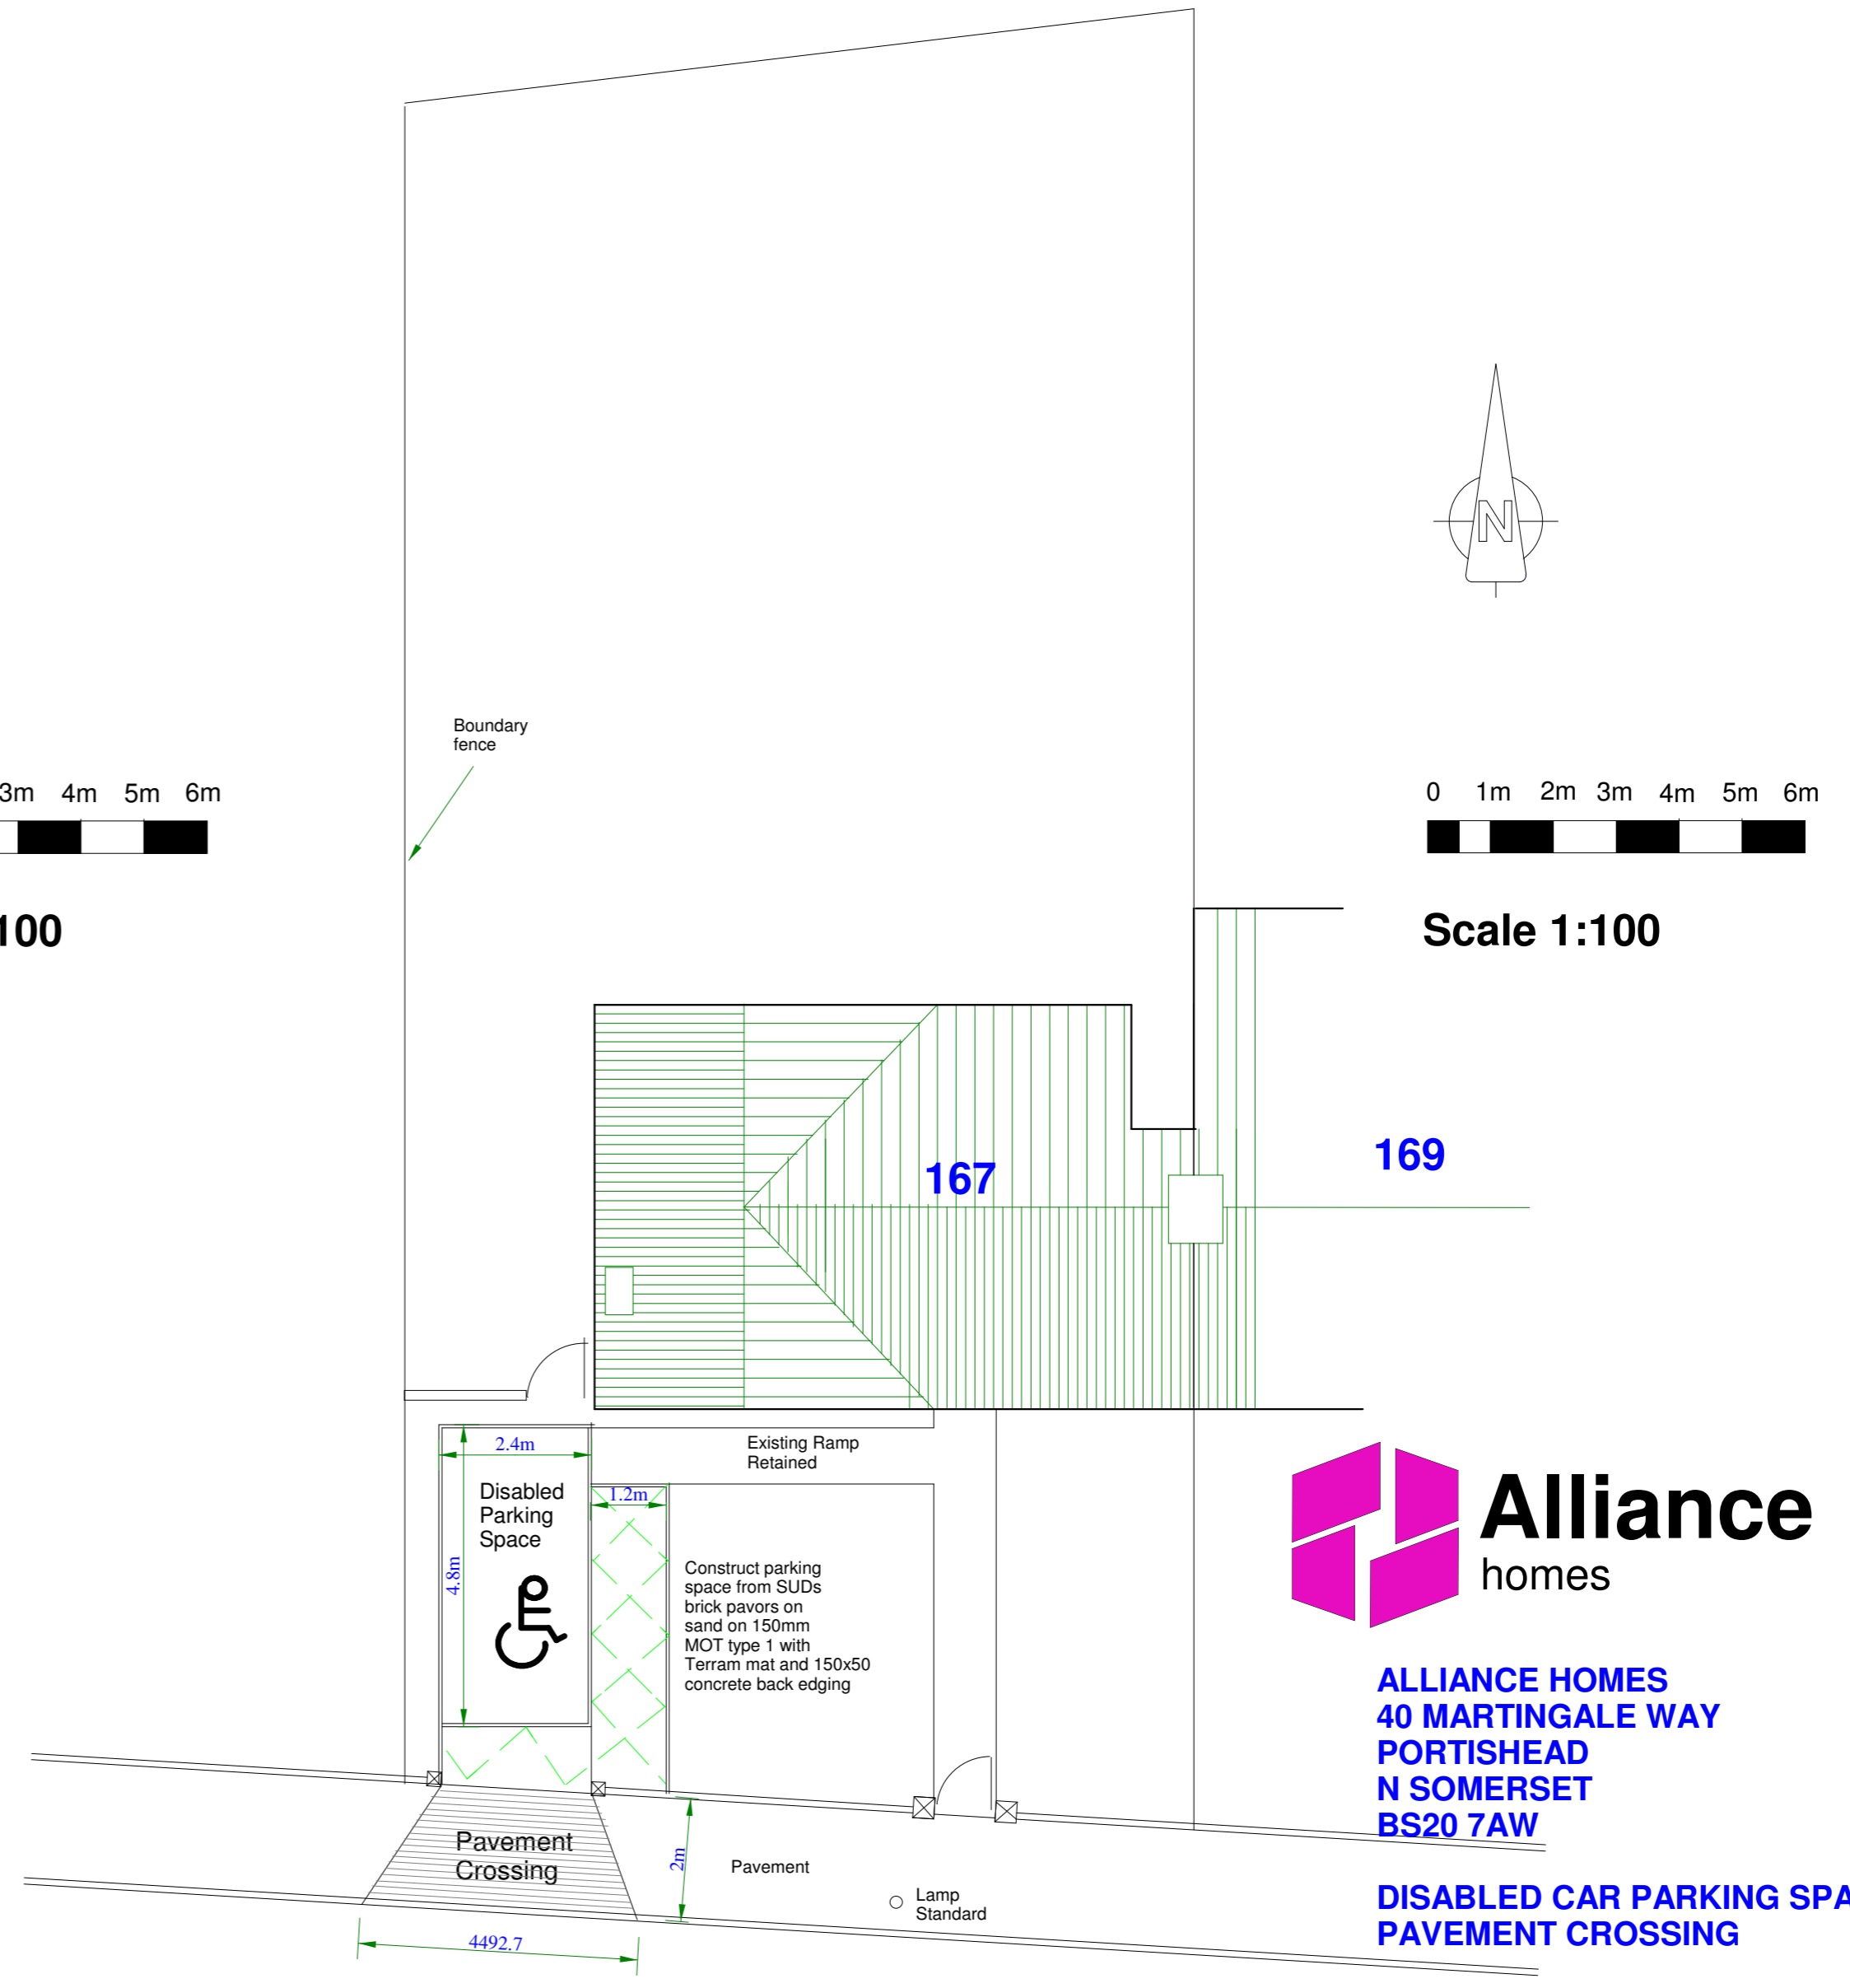 Boundary
fence
3m 4m 5m 6m
100
N
0 1m 2m 3m 4m 5m 6m
Scale 1:100
167
169
2.4m
Existing Ramp
Retained
Disabled
Parking
Space
1.2m
4.8m
Construct parking
space from SUDs
brick pavors on
sand on 150mm
MOT type 1 with
Terram mat and 150x50
concrete back edging
Alliance
homes
ALLIANCE HOMES
40 MARTINGALE WAY
PORTISHEAD
N SOMERSET
BS20 7AW
Pavement
Crossing
2m
Pavement
Lamp
Standard
4492.7
DISABLED CAR PARKING SPA
PAVEMENT CROSSING